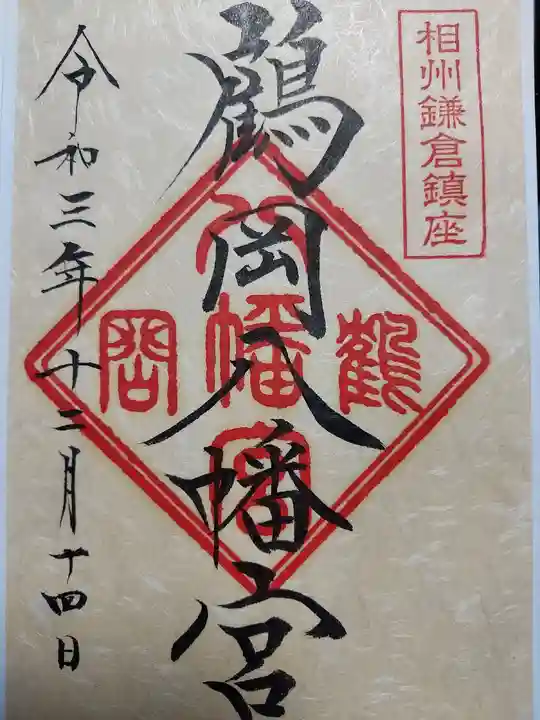 相州鎌倉鎮座
鶴岡八幡宮
鶴
八幡宮
岡
令和三年十二月十四日